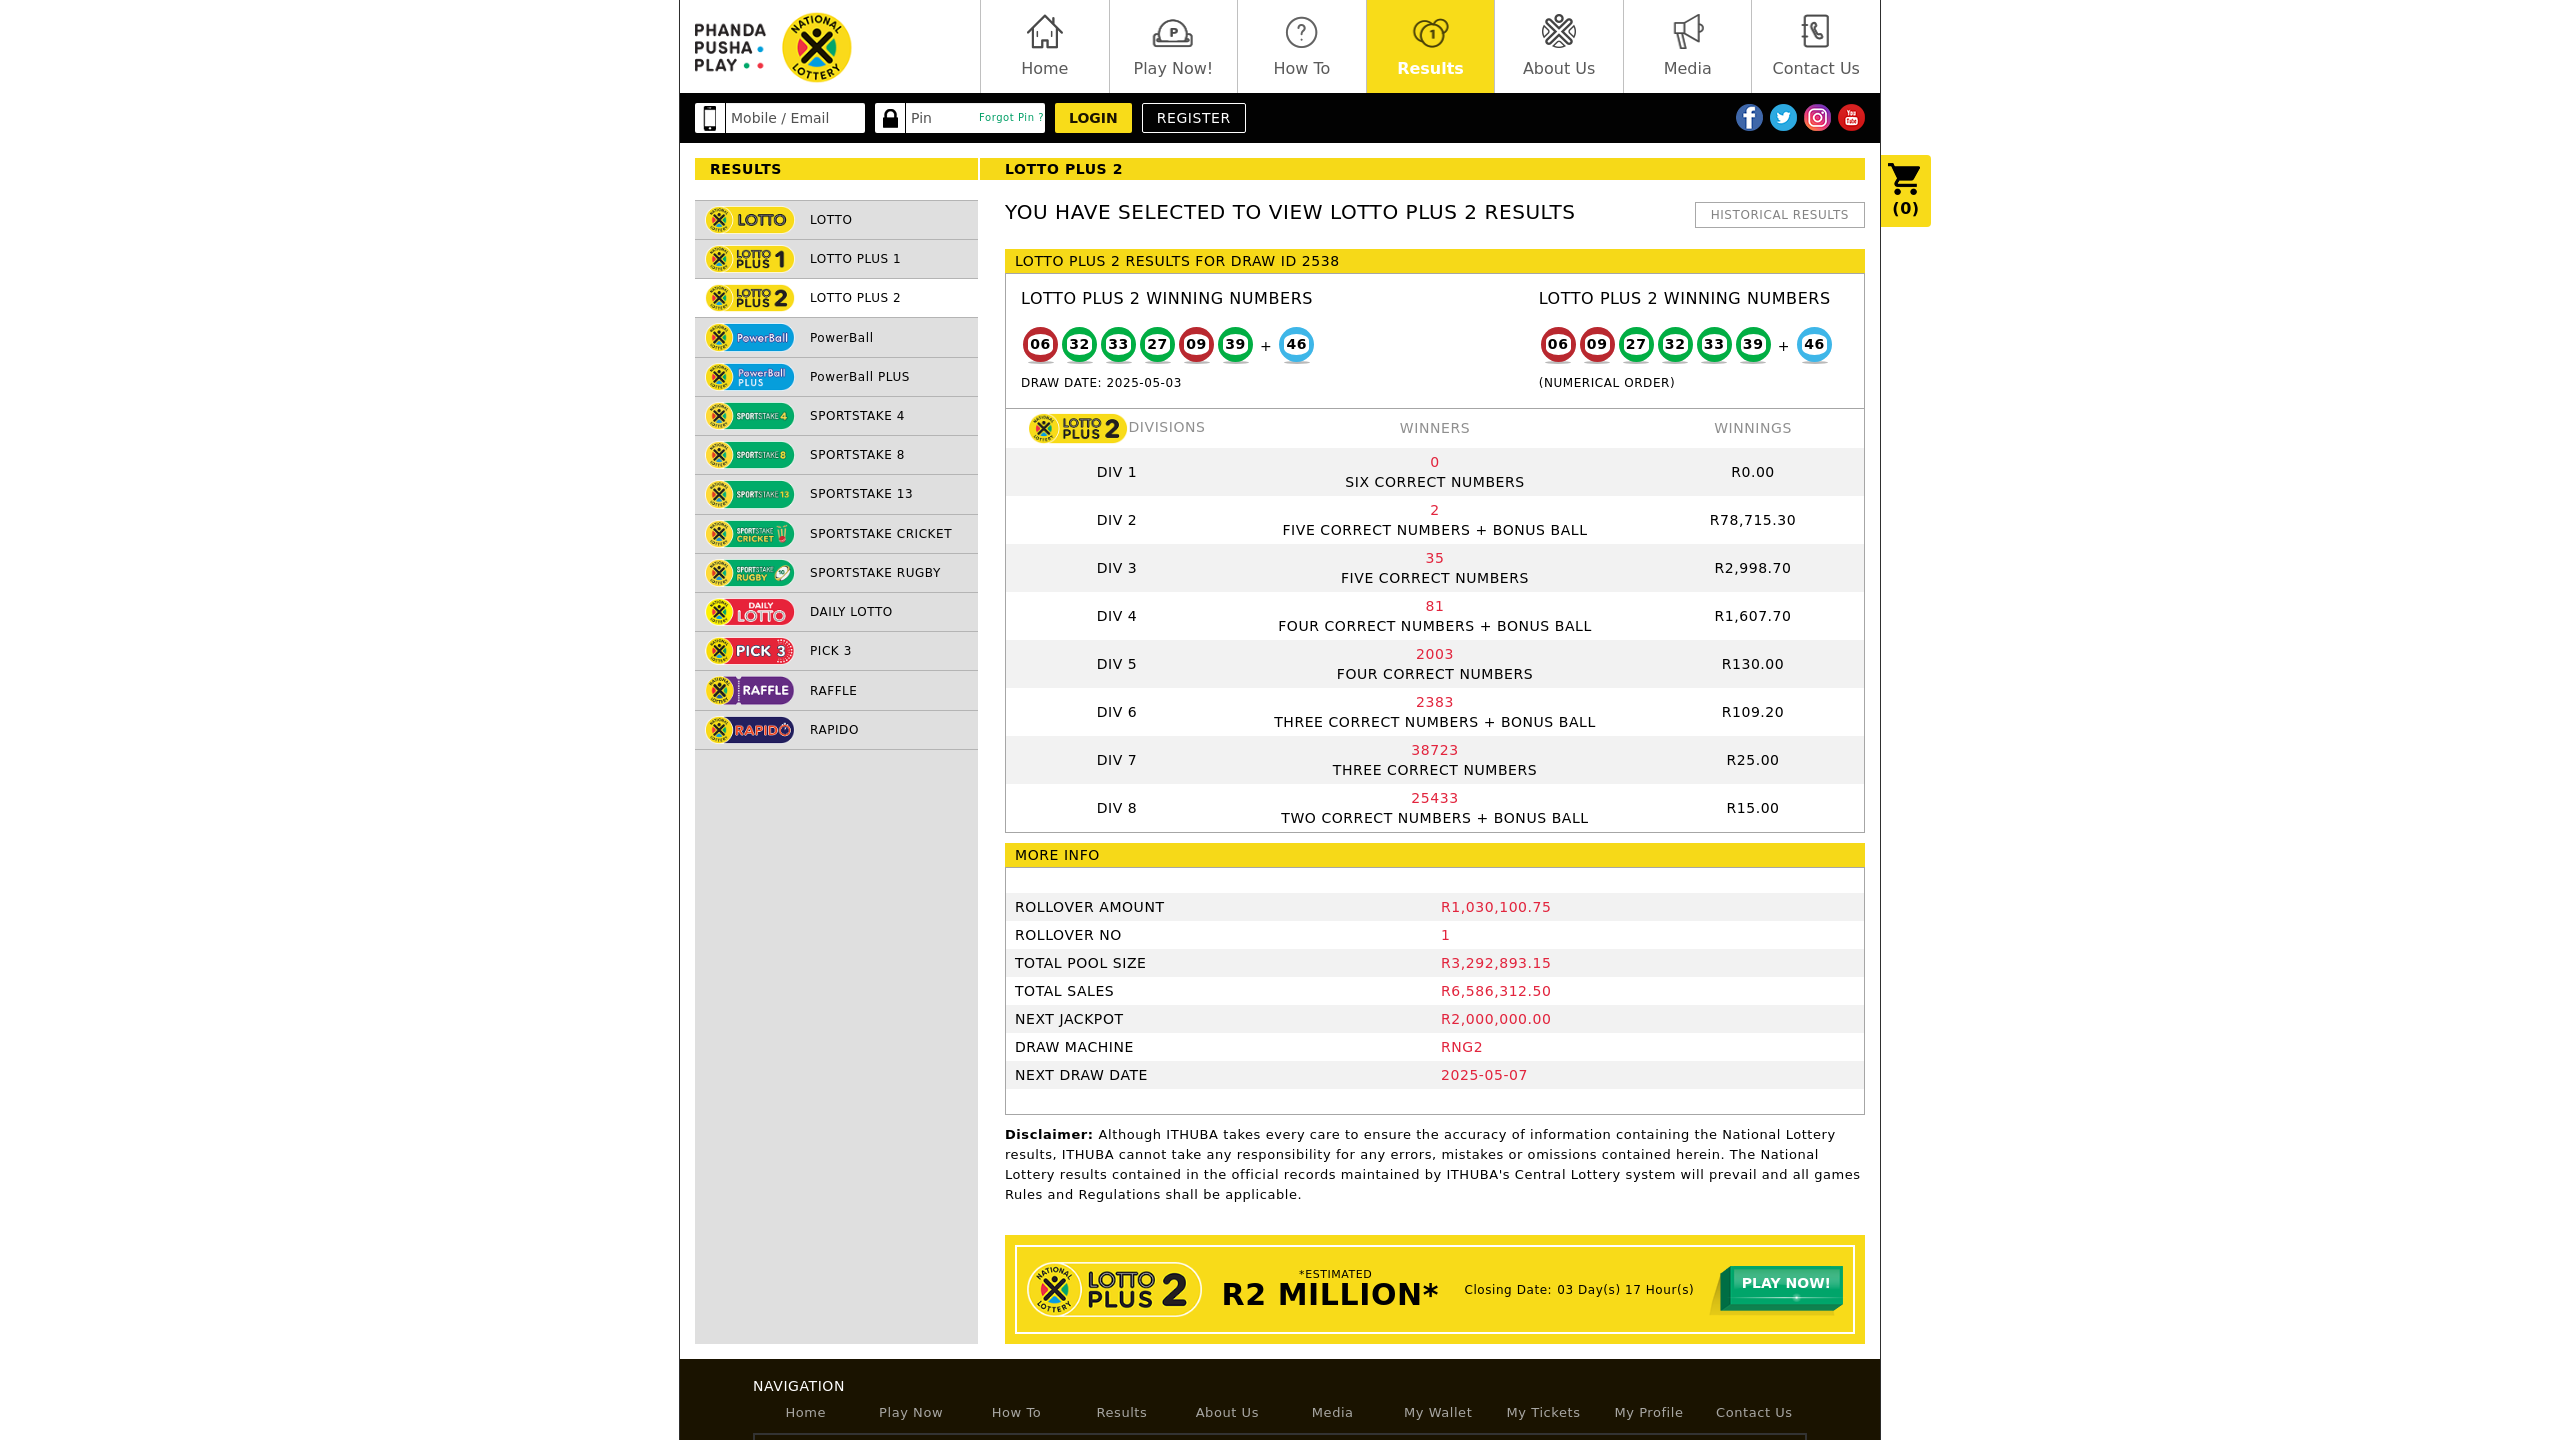 PHANDA
PUSHA
PLAY
NATIONAL
LOTTERY
Home
Play Now!
How To
Results
About Us
Media
Contact Us
Mobile / Email
Pin
Forgot Pin ?
LOGIN
REGISTER
(0)
RESULTS
LOTTO
LOTTO
LOTTO PLUS 1
LOTTO PLUS 1
LOTTO PLUS 2
LOTTO PLUS 2
PowerBall
PowerBall
PowerBall PLUS
PowerBall PLUS
SPORTSTAKE 4
SPORTSTAKE 4
SPORTSTAKE 8
SPORTSTAKE 8
SPORTSTAKE 13
SPORTSTAKE 13
SPORTSTAKE CRICKET
SPORTSTAKE CRICKET
SPORTSTAKE RUGBY
SPORTSTAKE RUGBY
DAILY LOTTO
DAILY LOTTO
PICK 3
PICK 3
RAFFLE
RAFFLE
RAPIDO
RAPIDO
LOTTO PLUS 2
YOU HAVE SELECTED TO VIEW LOTTO PLUS 2 RESULTS
HISTORICAL RESULTS
LOTTO PLUS 2 RESULTS FOR DRAW ID 2538
LOTTO PLUS 2 WINNING NUMBERS
06 32 33 27 09 39 + 46
DRAW DATE: 2025-05-03
LOTTO PLUS 2 WINNING NUMBERS
06 09 27 32 33 39 + 46
(NUMERICAL ORDER)
LOTTO PLUS 2 DIVISIONS WINNERS WINNINGS
DIV 1 0 SIX CORRECT NUMBERS R0.00
DIV 2 2 FIVE CORRECT NUMBERS + BONUS BALL R78,715.30
DIV 3 35 FIVE CORRECT NUMBERS R2,998.70
DIV 4 81 FOUR CORRECT NUMBERS + BONUS BALL R1,607.70
DIV 5 2003 FOUR CORRECT NUMBERS R130.00
DIV 6 2383 THREE CORRECT NUMBERS + BONUS BALL R109.20
DIV 7 38723 THREE CORRECT NUMBERS R25.00
DIV 8 25433 TWO CORRECT NUMBERS + BONUS BALL R15.00
MORE INFO
ROLLOVER AMOUNT R1,030,100.75
ROLLOVER NO 1
TOTAL POOL SIZE R3,292,893.15
TOTAL SALES R6,586,312.50
NEXT JACKPOT R2,000,000.00
DRAW MACHINE RNG2
NEXT DRAW DATE 2025-05-07
Disclaimer: Although ITHUBA takes every care to ensure the accuracy of information containing the National Lottery
results, ITHUBA cannot take any responsibility for any errors, mistakes or omissions contained herein. The National
Lottery results contained in the official records maintained by ITHUBA's Central Lottery system will prevail and all games
Rules and Regulations shall be applicable.
NATIONAL LOTTERY
LOTTO PLUS 2
*ESTIMATED
R2 MILLION*
Closing Date: 03 Day(s) 17 Hour(s)
PLAY NOW!
NAVIGATION
Home Play Now How To Results About Us Media My Wallet My Tickets My Profile Contact Us